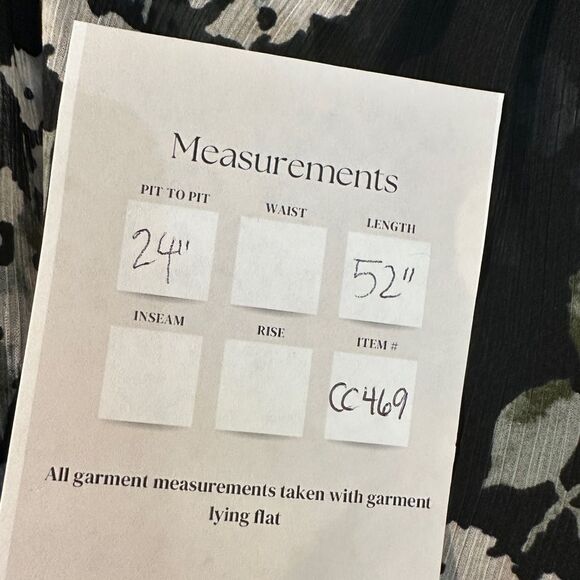 Measurements
PIT TO PIT WAIST LENGTH
24" 52"
INSEAM RISE ITEM #
CC469
All garment measurements taken with garment
lying flat